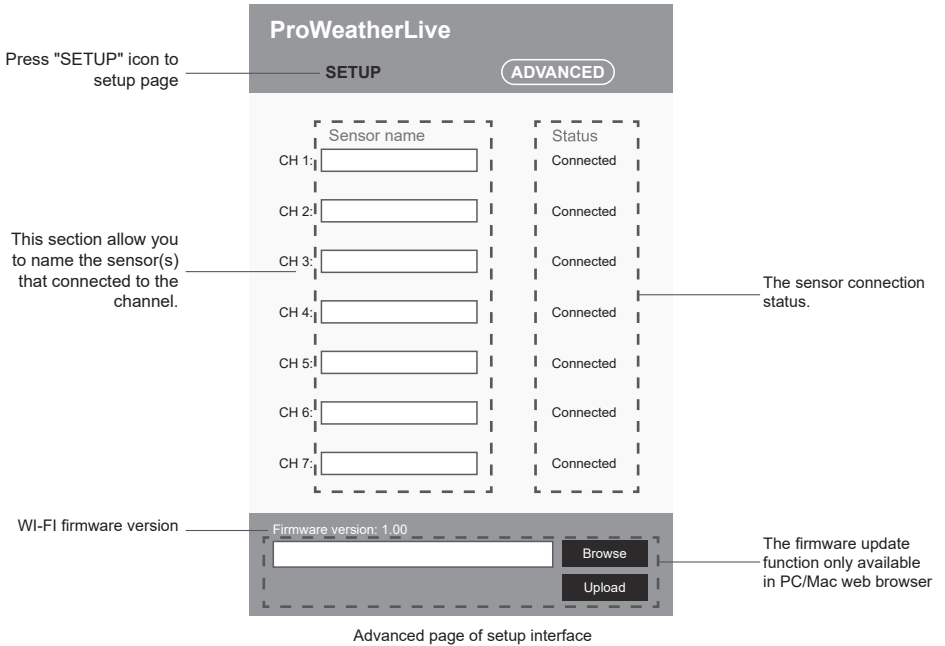 ProWeatherLive
Press "SETUP" icon to
setup page
SETUP
ADVANCED
Sensor name
Status
CH 1:
Connected
CH 2:
Connected
This section allow you
to name the sensor(s)
that connected to the
channel.
CH 3:
Connected
The sensor connection
status.
CH 4:
Connected
CH 5:
Connected
CH 6:
Connected
CH 7:
Connected
WI-FI firmware version
Firmware version: 1.00
Browse
Upload
The firmware update
function only available
in PC/Mac web browser
Advanced page of setup interface